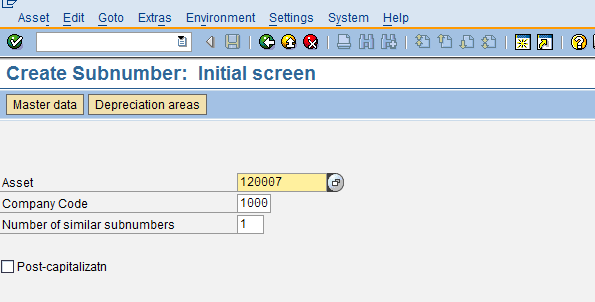 Asset Edit Goto Extras Environment Settings System Help
Create Subnumber: Initial screen
Master data Depreciation areas
Asset 120007
Company Code 1000
Number of similar subnumbers 1
Post-capitalizatn